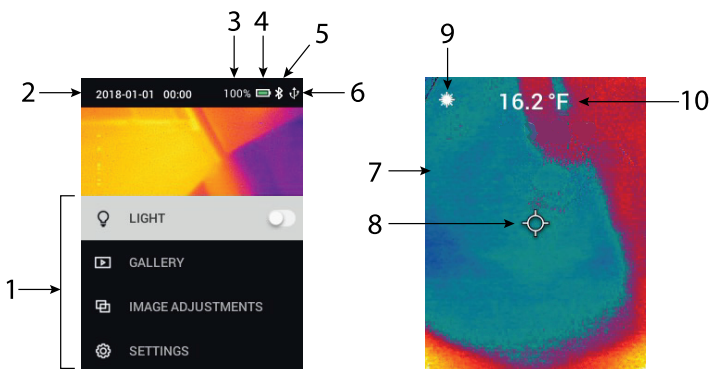 3 4 5
2 2018-01-01 00:00 100% 6
1
LIGHT
GALLERY
IMAGE ADJUSTMENTS
SETTINGS
9
16.2 °F 10
7
8